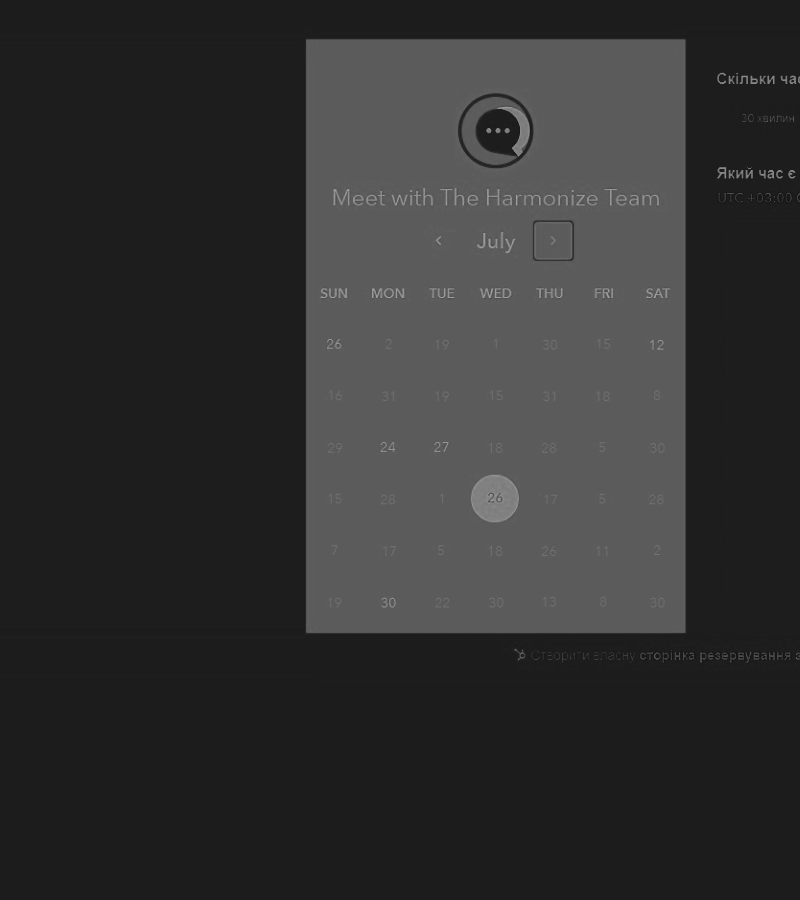 Meet with The Harmonize Team
July
SUN MON TUE WED THU FRI SAT
26 2 19 1 30 15 12
16 31 19 15 31 18 8
29 24 27 18 28 5 30
15 28 1 26 17 5 28
7 17 5 18 26 11 2
19 30 22 30 13 8 30
Скільки час
30 хвилин
Який час є
UTC +03:00
Створити власну сторінка резервування з